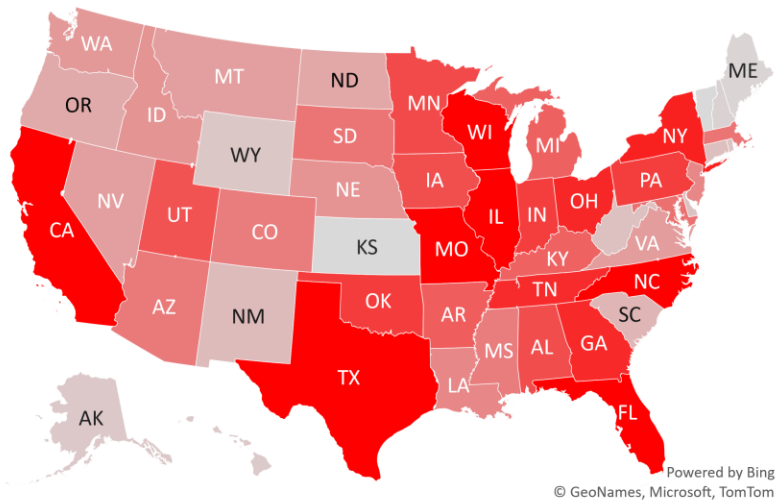 WA
MT
ND
MN
ME
OR
ID
SD
WI
MI
NY
WY
IA
PA
NV
NE
IL
IN
OH
CA
UT
CO
KS
MO
KY
VA
AZ
NM
OK
AR
TN
NC
SC
MS
AL
GA
TX
LA
FL
AK
Powered by Bing
© GeoNames, Microsoft, TomTom